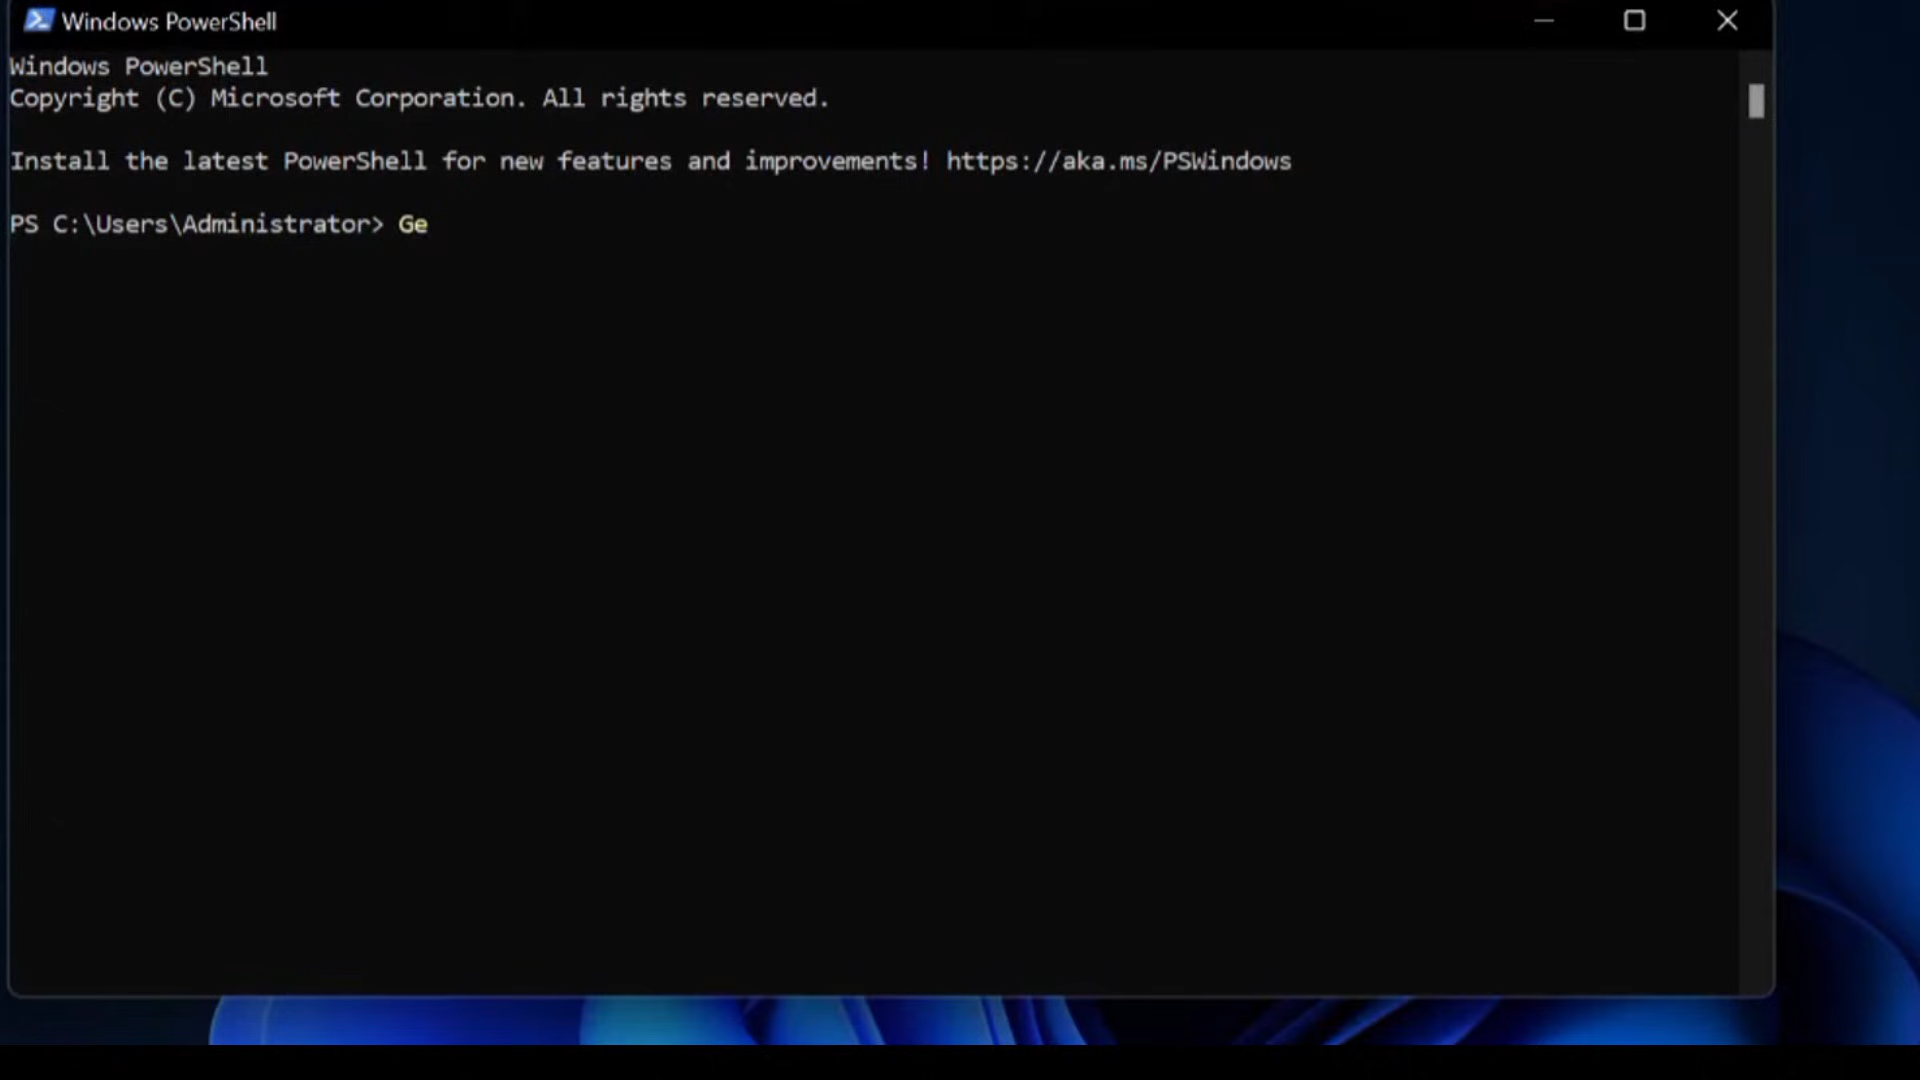 Windows PowerShell
Windows PowerShell
Copyright (C) Microsoft Corporation. All rights reserved.
Install the latest PowerShell for new features and improvements! https://aka.ms/PSWindows
PS C:\Users\Administrator> Ge